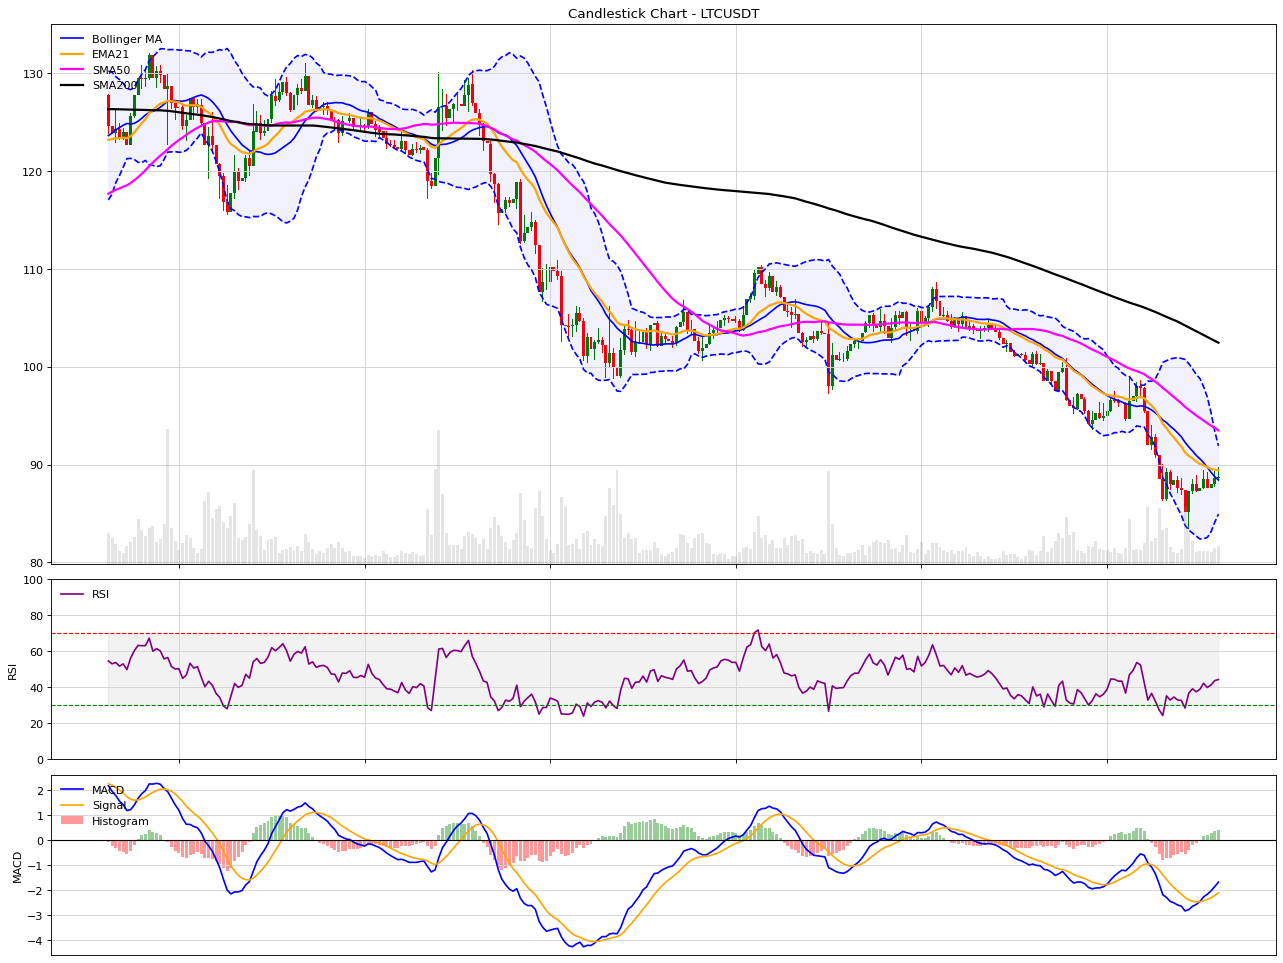 Candlestick Chart - LTCUSDT
Bollinger MA
EMA21
SMA50
SMA200
130
120
110
100
90
80
RSI
100
80
60
40
20
0
RSI
MACD
Signal
Histogram
2
1
0
−1
−2
−3
−4
MACD